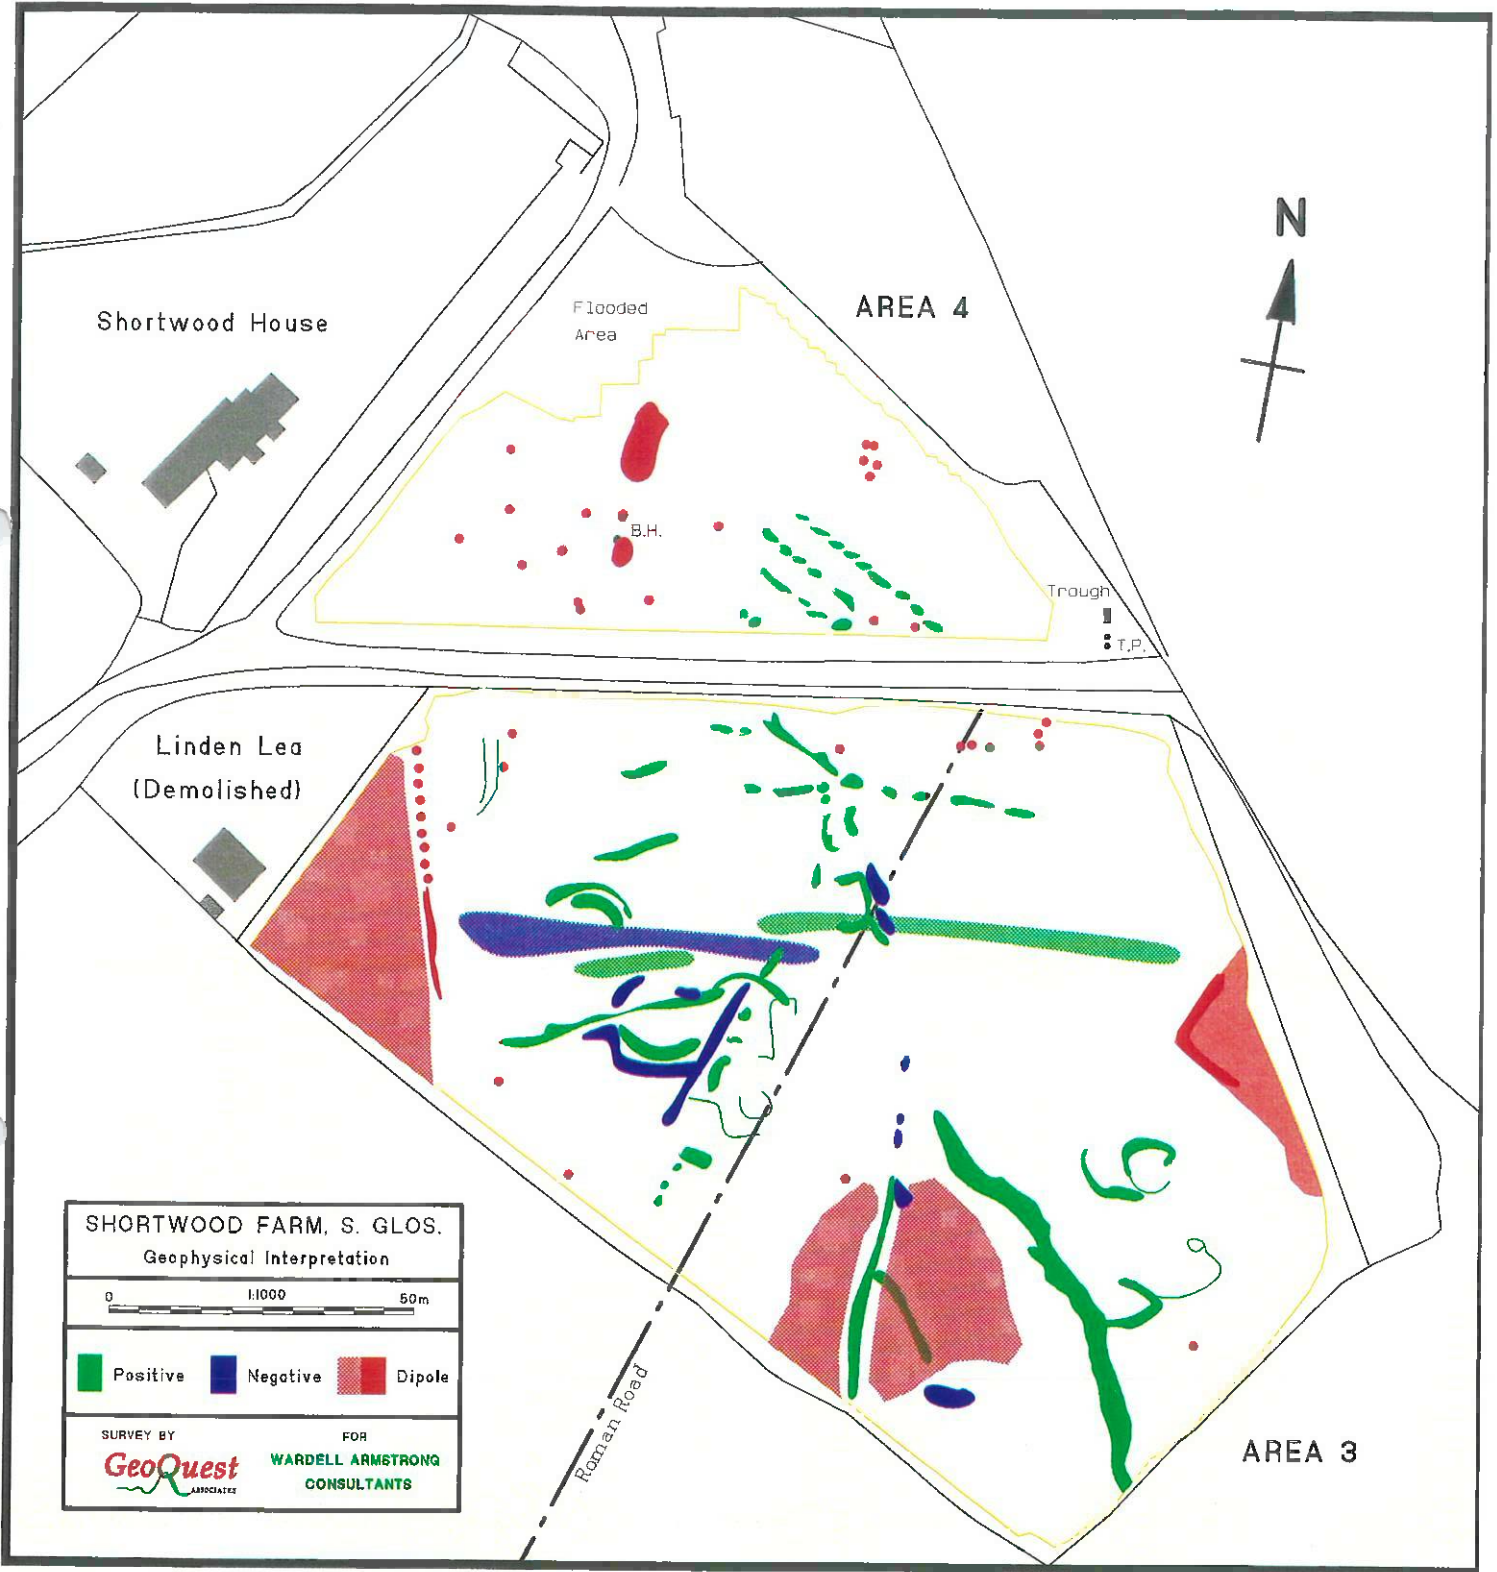 N
Flooded
Area
AREA 4
Shortwood House
B.H.
Trough
T.P.
Linden Lea
(Demolished)
Roman Road
AREA 3
SHORTWOOD FARM, S. GLOS.
Geophysical Interpretation
0 1:1000 50m
Positive Negative Dipole
SURVEY BY
GeoQuest
ASSOCIATES
FOR
WARDELL ARMSTRONG
CONSULTANTS